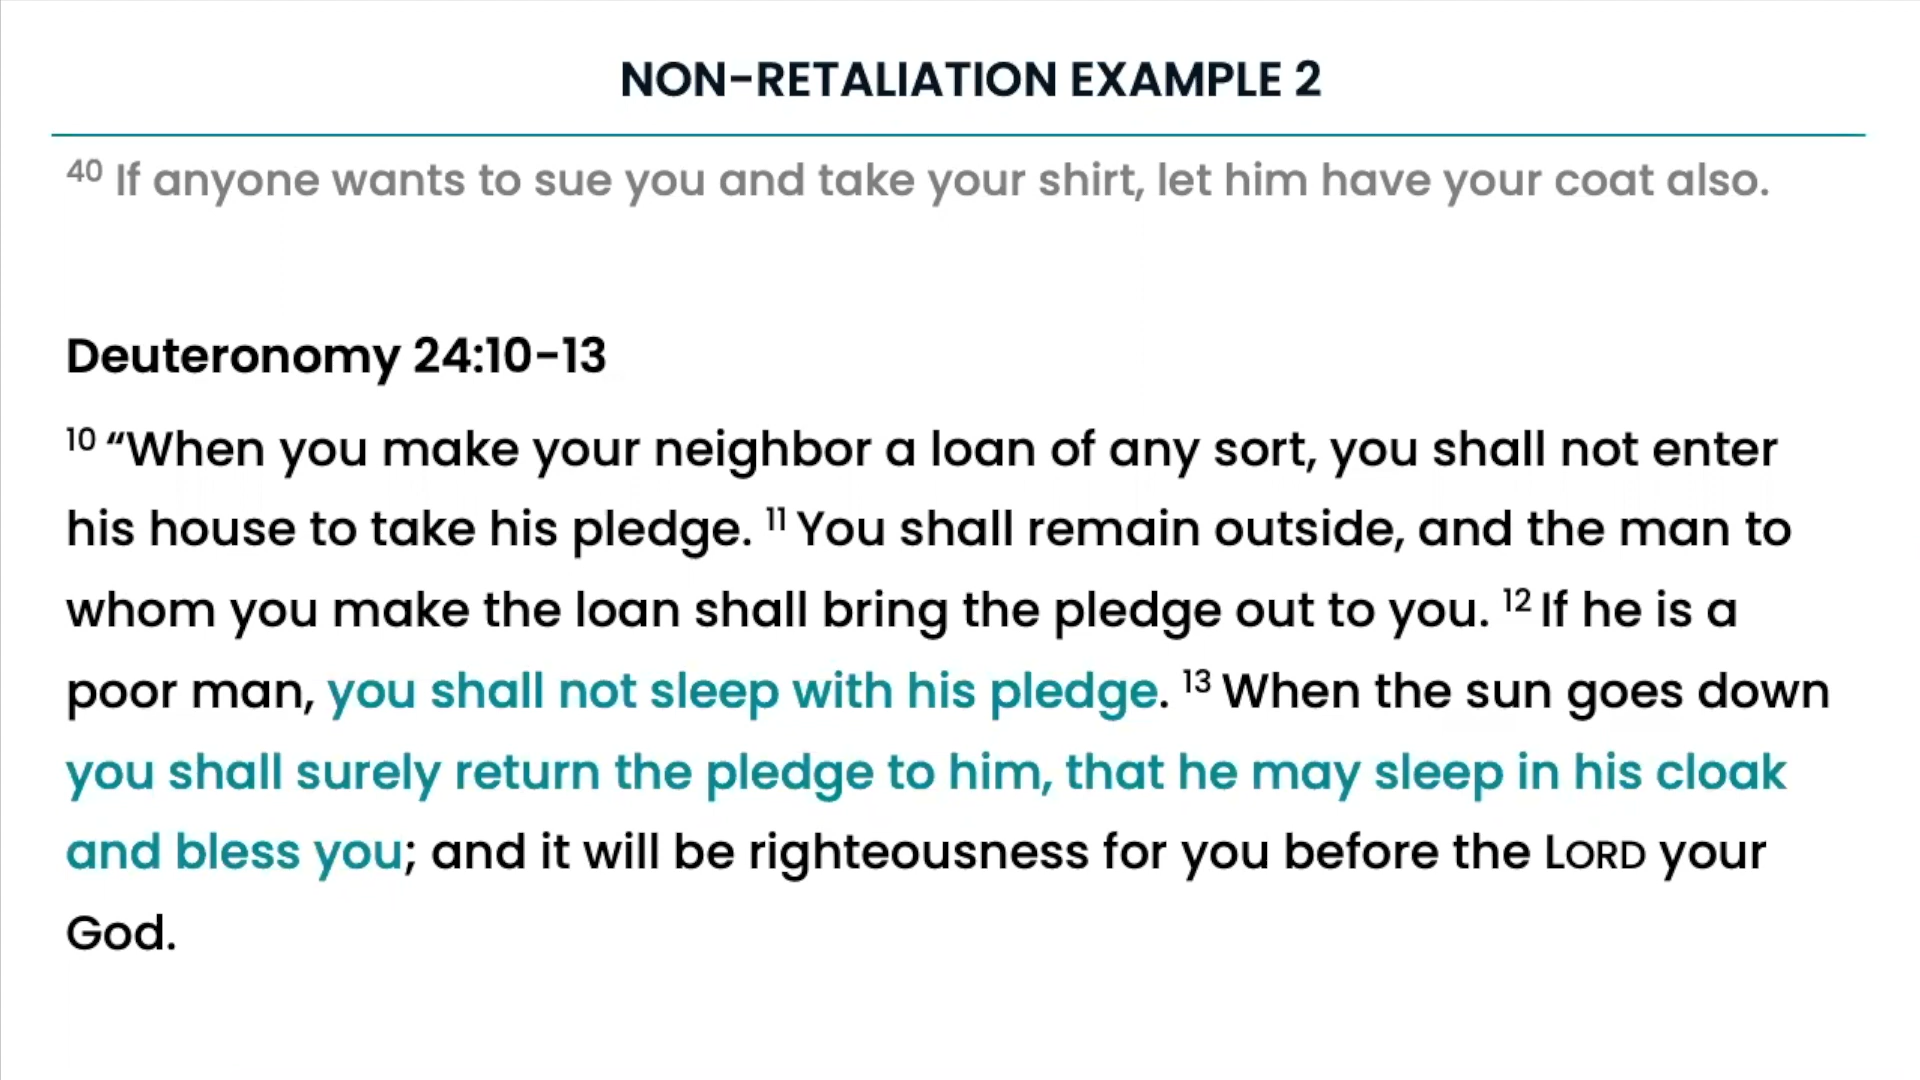 NON-RETALIATION EXAMPLE 2
40 If anyone wants to sue you and take your shirt, let him have your coat also.
Deuteronomy 24:10-13
10 “When you make your neighbor a loan of any sort, you shall not enter
his house to take his pledge. 11 You shall remain outside, and the man to
whom you make the loan shall bring the pledge out to you. 12 If he is a
poor man, you shall not sleep with his pledge. 13 When the sun goes down
you shall surely return the pledge to him, that he may sleep in his cloak
and bless you; and it will be righteousness for you before the LORD your
God.